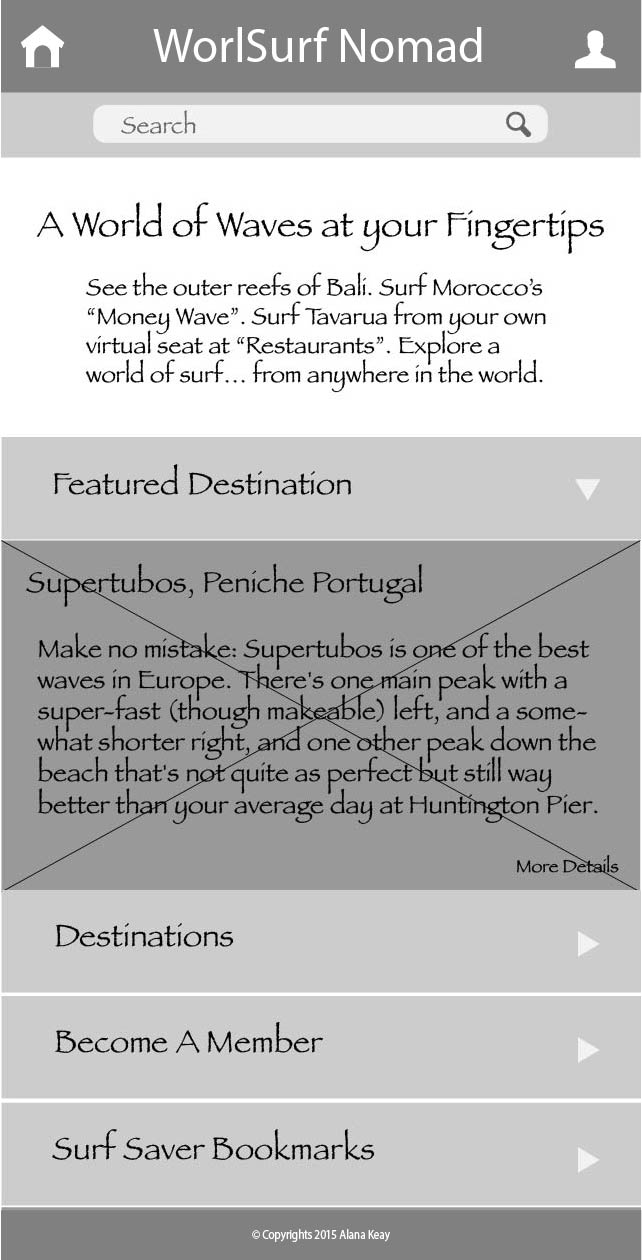 WorlSurf Nomad
Search
A World of Waves at your Fingertips
See the outer reefs of Bali. Surf Morocco’s
“Money Wave”. Surf Tavarua from your own
virtual seat at “Restaurants”. Explore a
world of surf... from anywhere in the world.
Featured Destination
Supertubos, Peniche Portugal
Make no mistake: Supertubos is one of the best
waves in Europe. There's one main peak with a
super-fast (though makeable) left, and a some-
what shorter right, and one other peak down the
beach that's not quite as perfect but still way
better than your average day at Huntington Pier.
More Details
Destinations
Become A Member
Surf Saver Bookmarks
© Copyrights 2015 Alana Keay